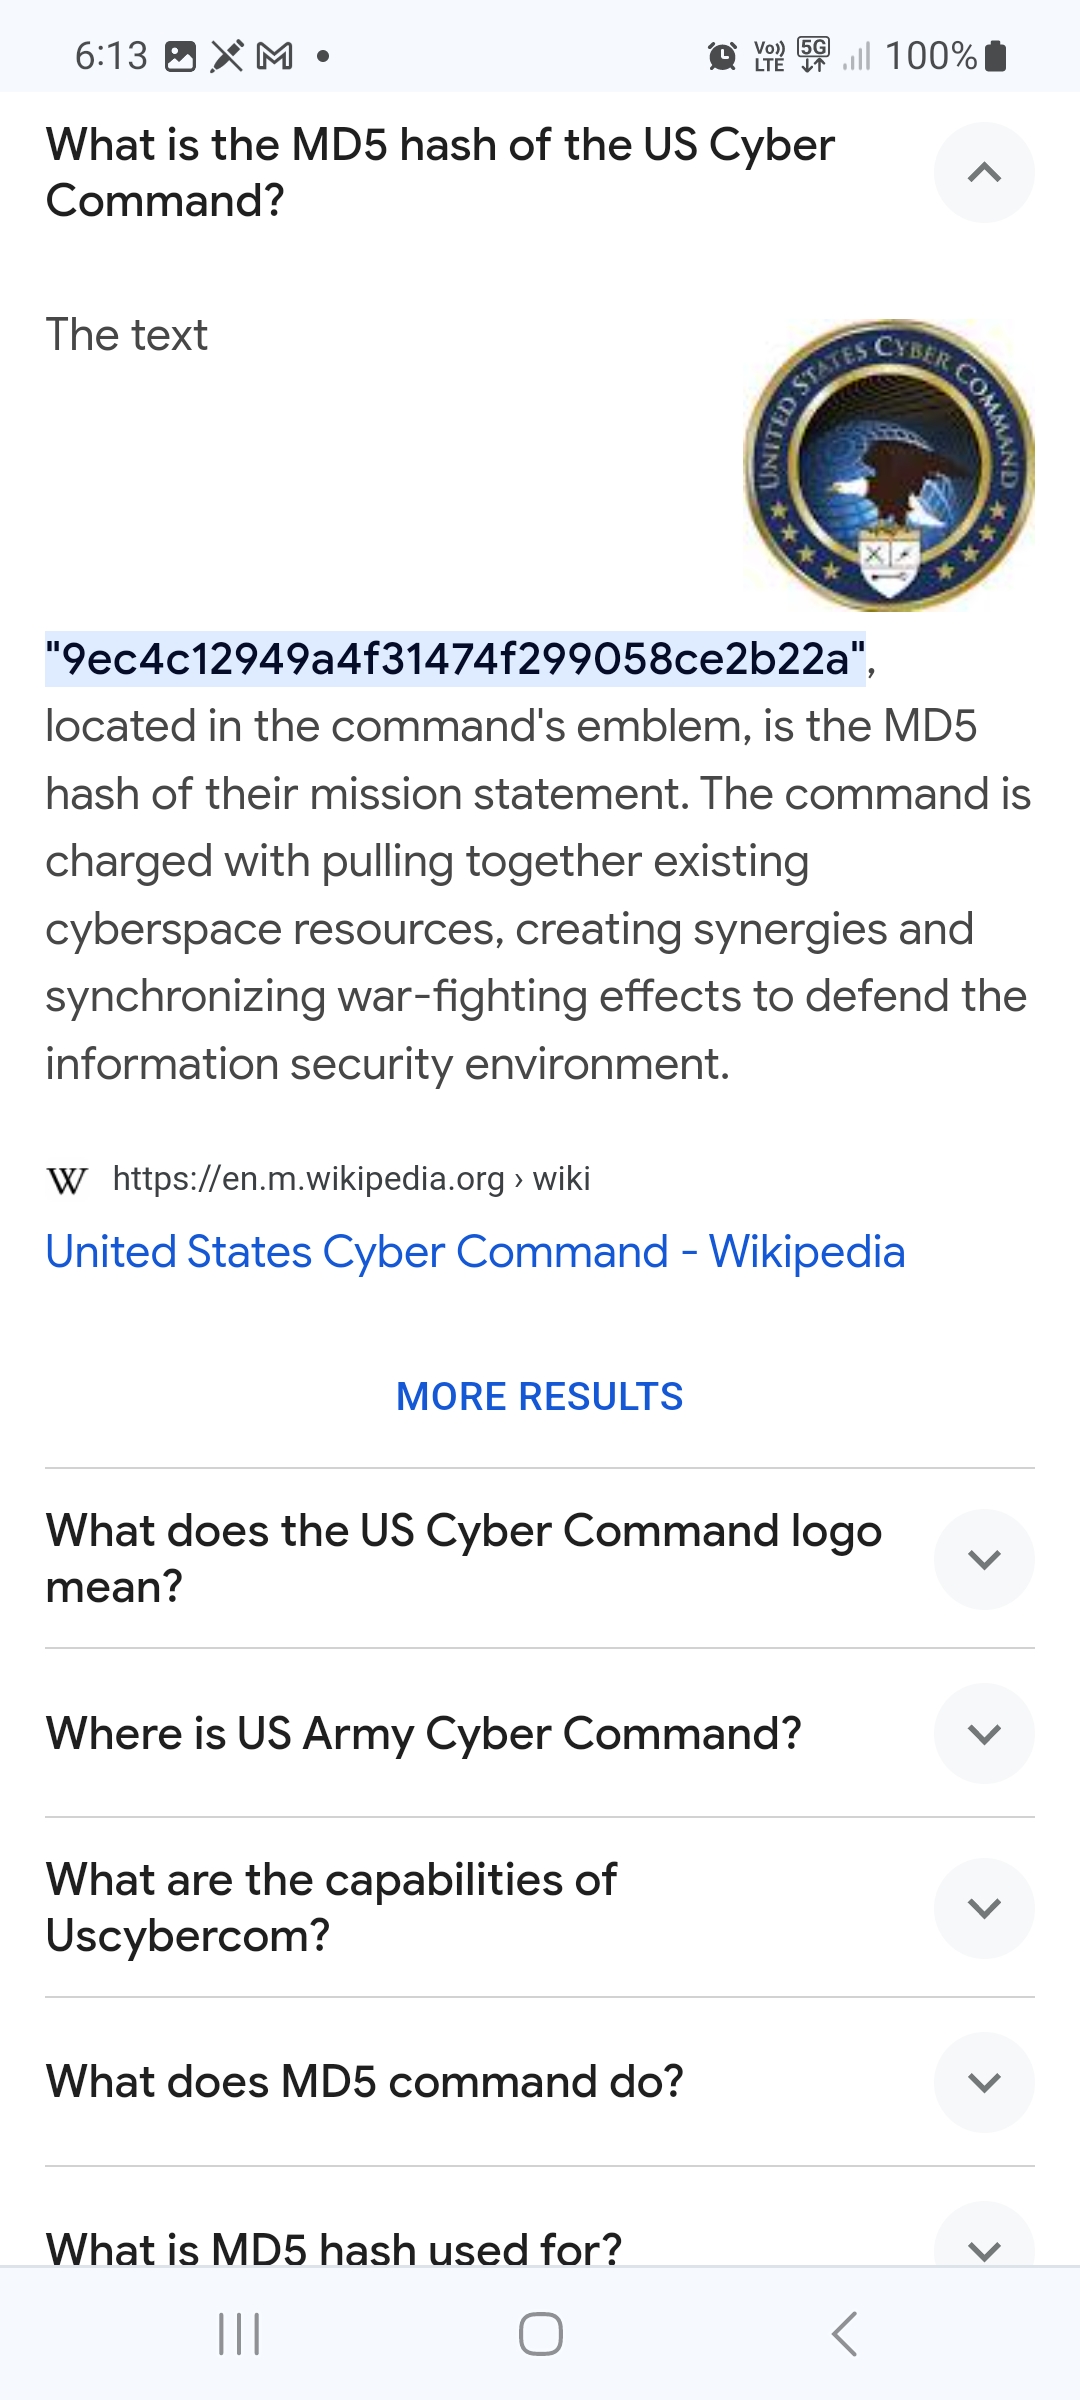 6:13
Vo)) LTE 5G 100%
What is the MD5 hash of the US Cyber
Command?
The text
UNITED STATES CYBER COMMAND
"9ec4c12949a4f31474f299058ce2b22a",
located in the command's emblem, is the MD5
hash of their mission statement. The command is
charged with pulling together existing
cyberspace resources, creating synergies and
synchronizing war-fighting effects to defend the
information security environment.
W https://en.m.wikipedia.org › wiki
United States Cyber Command - Wikipedia
MORE RESULTS
What does the US Cyber Command logo
mean?
Where is US Army Cyber Command?
What are the capabilities of
Uscybercom?
What does MD5 command do?
What is MD5 hash used for?